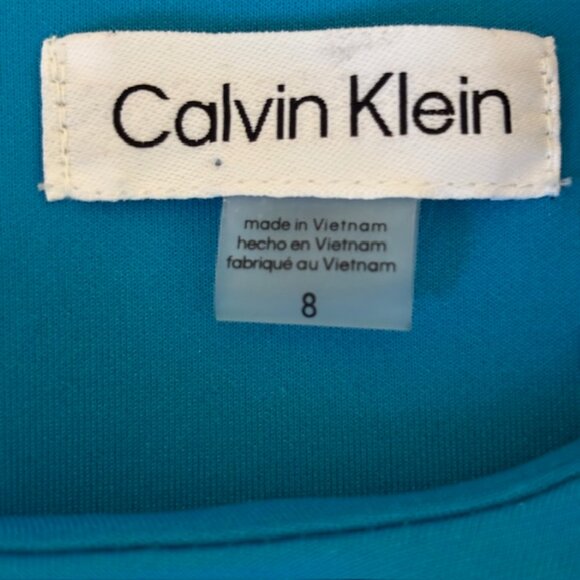 Calvin Klein
made in Vietnam
hecho en Vietnam
fabriqué au Vietnam
8